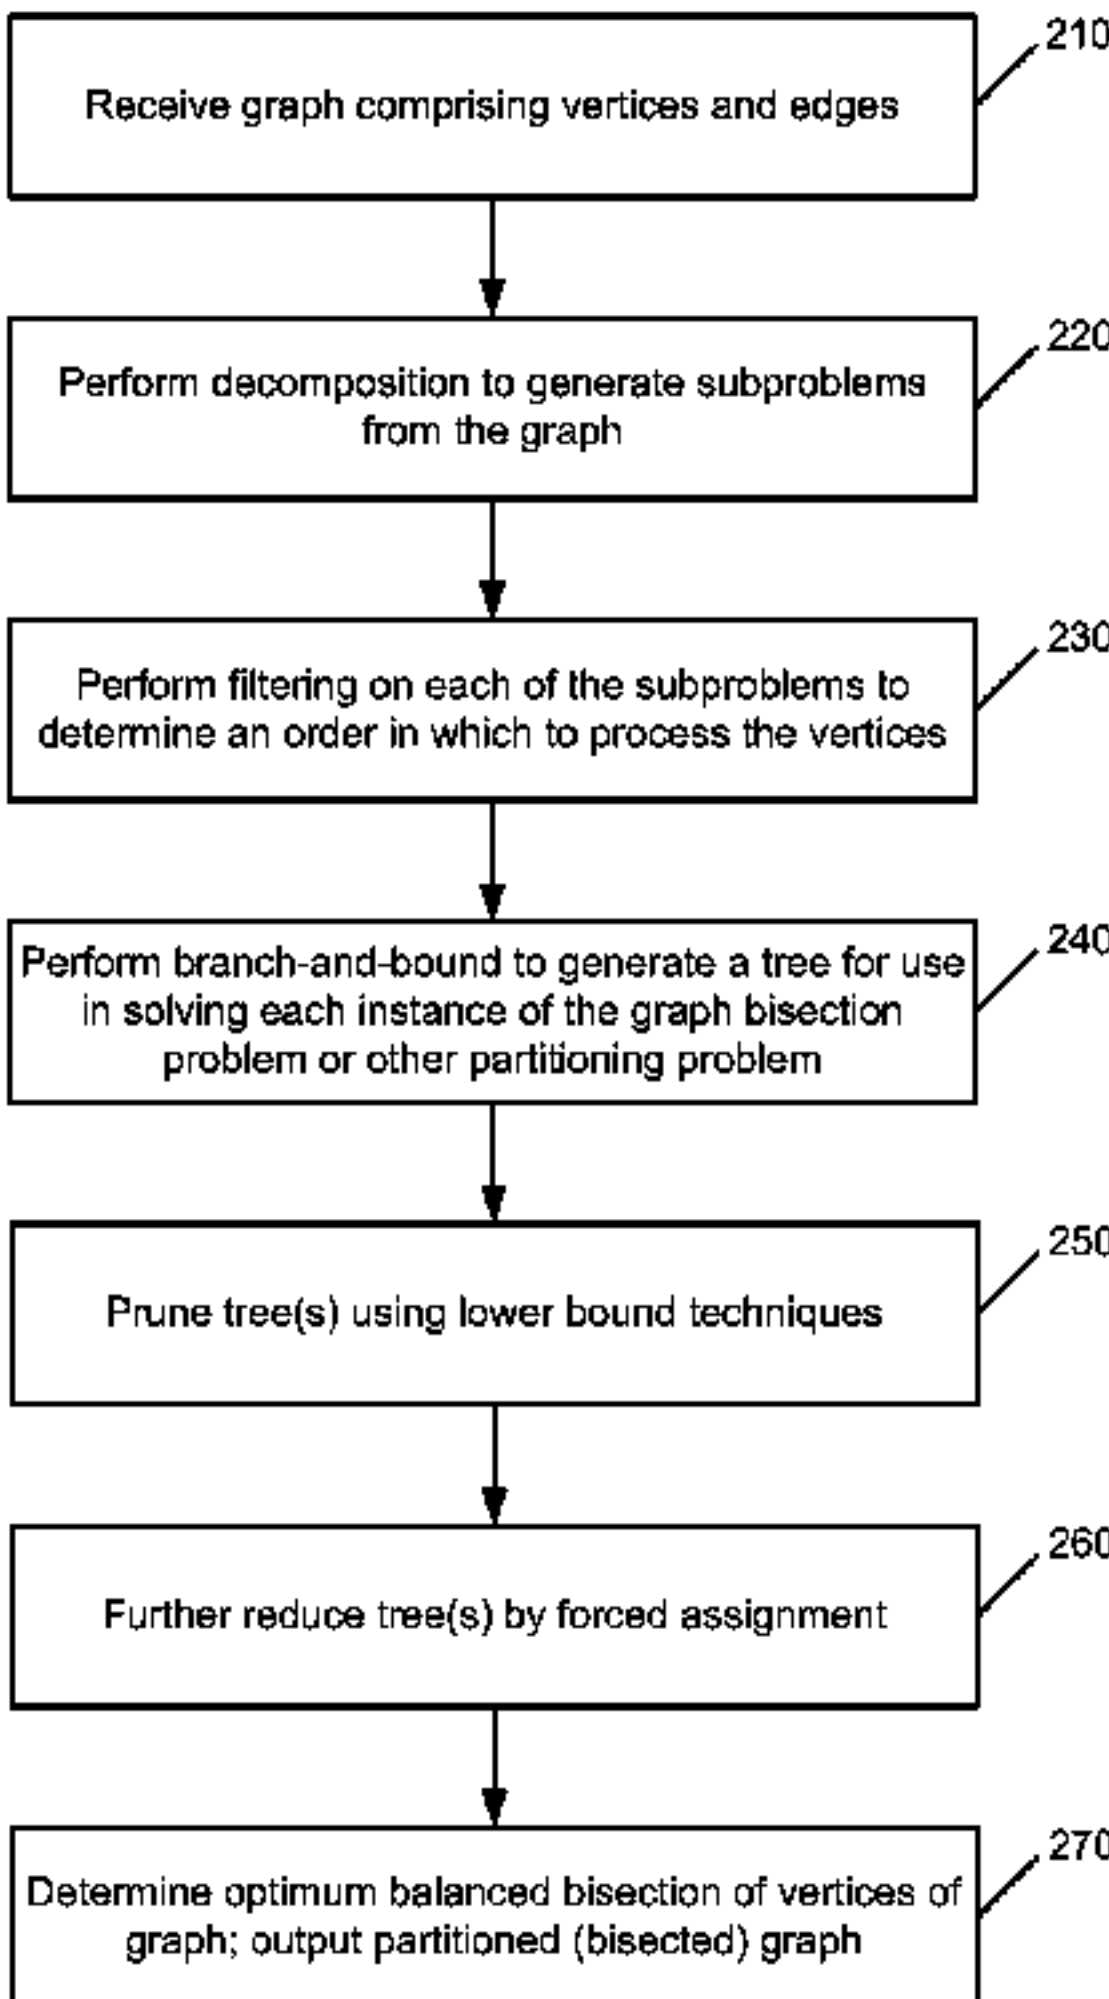 210
Receive graph comprising vertices and edges
220
Perform decomposition to generate subproblems
from the graph
230
Perform filtering on each of the subproblems to
determine an order in which to process the vertices
240
Perform branch-and-bound to generate a tree for use
in solving each instance of the graph bisection
problem or other partitioning problem
250
Prune tree(s) using lower bound techniques
260
Further reduce tree(s) by forced assignment
270
Determine optimum balanced bisection of vertices of
graph; output partitioned (bisected) graph